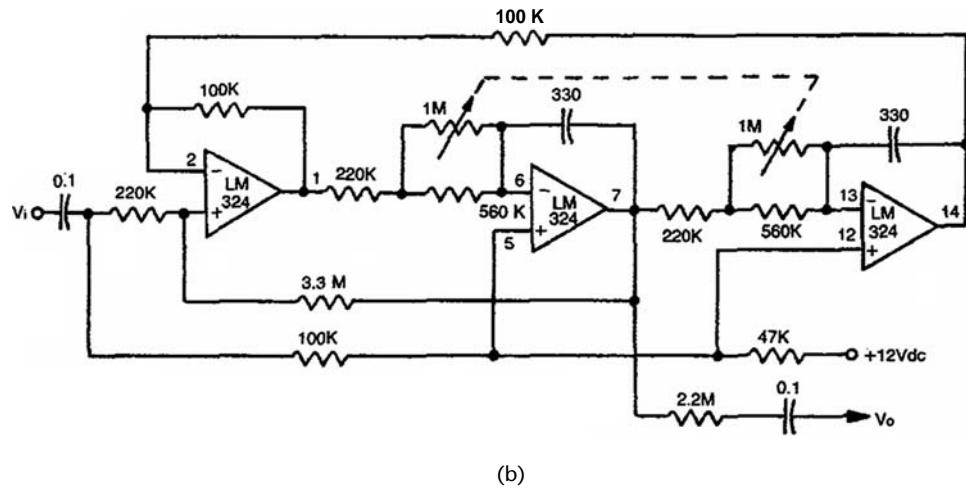 100 K
100K
1M
330
1M
330
0.1
220K
2
−
+
LM
324
1
220K
560 K
6
−
+
5
LM
324
7
220K
560K
13
−
12
+
LM
324
14
Vi
3.3 M
100K
47K
+12Vdc
2.2M
0.1
Vo
(b)